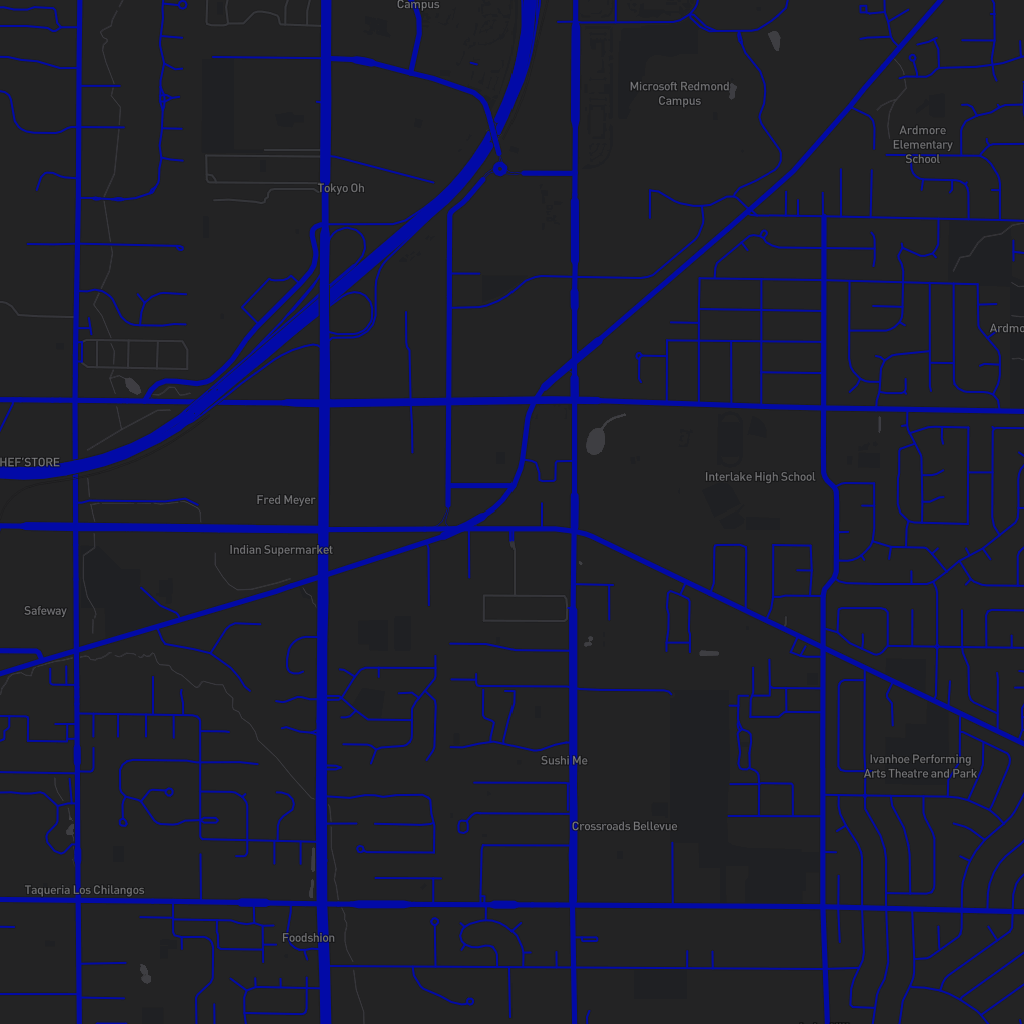 Campus
Microsoft Redmond
Campus
Ardmore
Elementary
School
Tokyo Oh
Ardmo
HEF'STORE
Interlake High School
Fred Meyer
Indian Supermarket
Safeway
Sushi Me
Ivanhoe Performing
Arts Theatre and Park
Crossroads Bellevue
Taqueria Los Chilangos
Foodshion